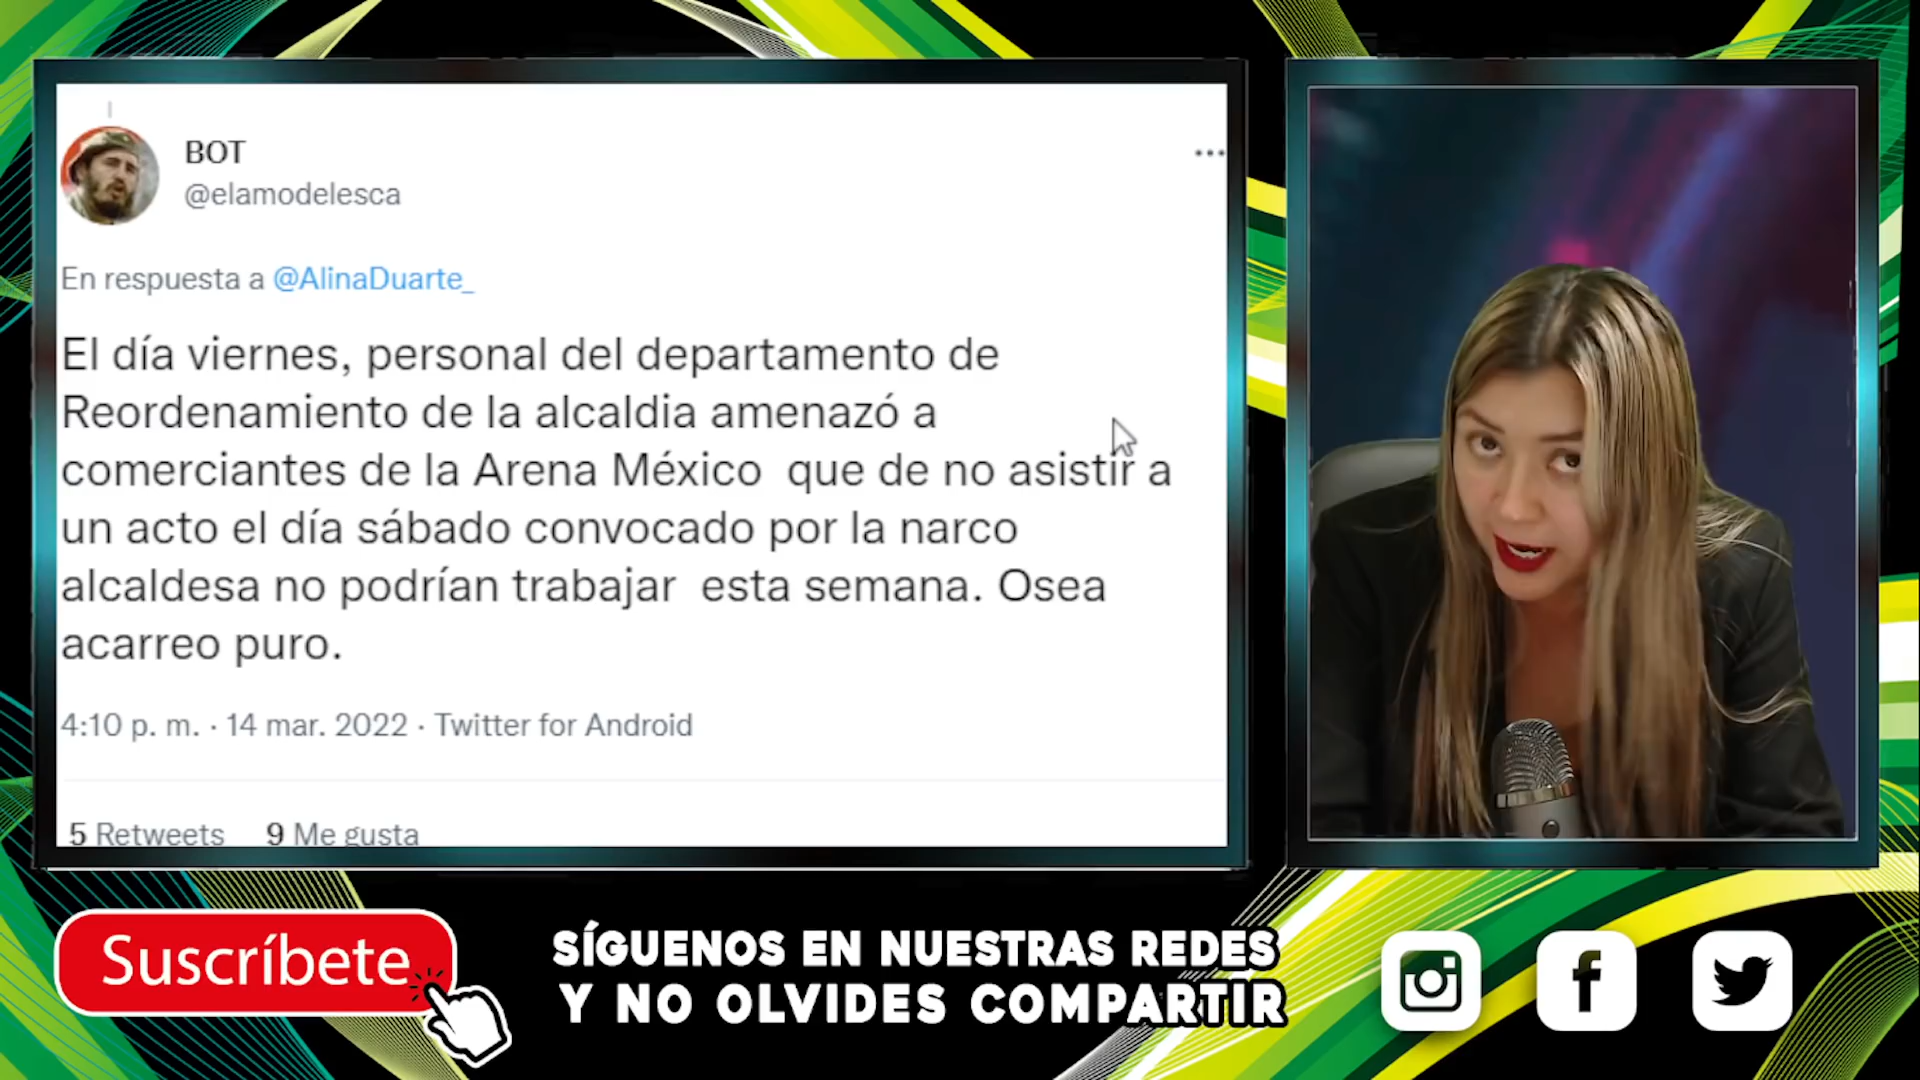 BOT
@elamodelesca
En respuesta a @AlinaDuarte_
El día viernes, personal del departamento de
Reordenamiento de la alcaldia amenazó a
comerciantes de la Arena México que de no asistir a
un acto el día sábado convocado por la narco
alcaldesa no podrían trabajar esta semana. Osea
acarreo puro.
4:10 p. m. · 14 mar. 2022 · Twitter for Android
5 Retweets 9 Me gusta
Suscríbete
SÍGUENOS EN NUESTRAS REDES
Y NO OLVIDES COMPARTIR